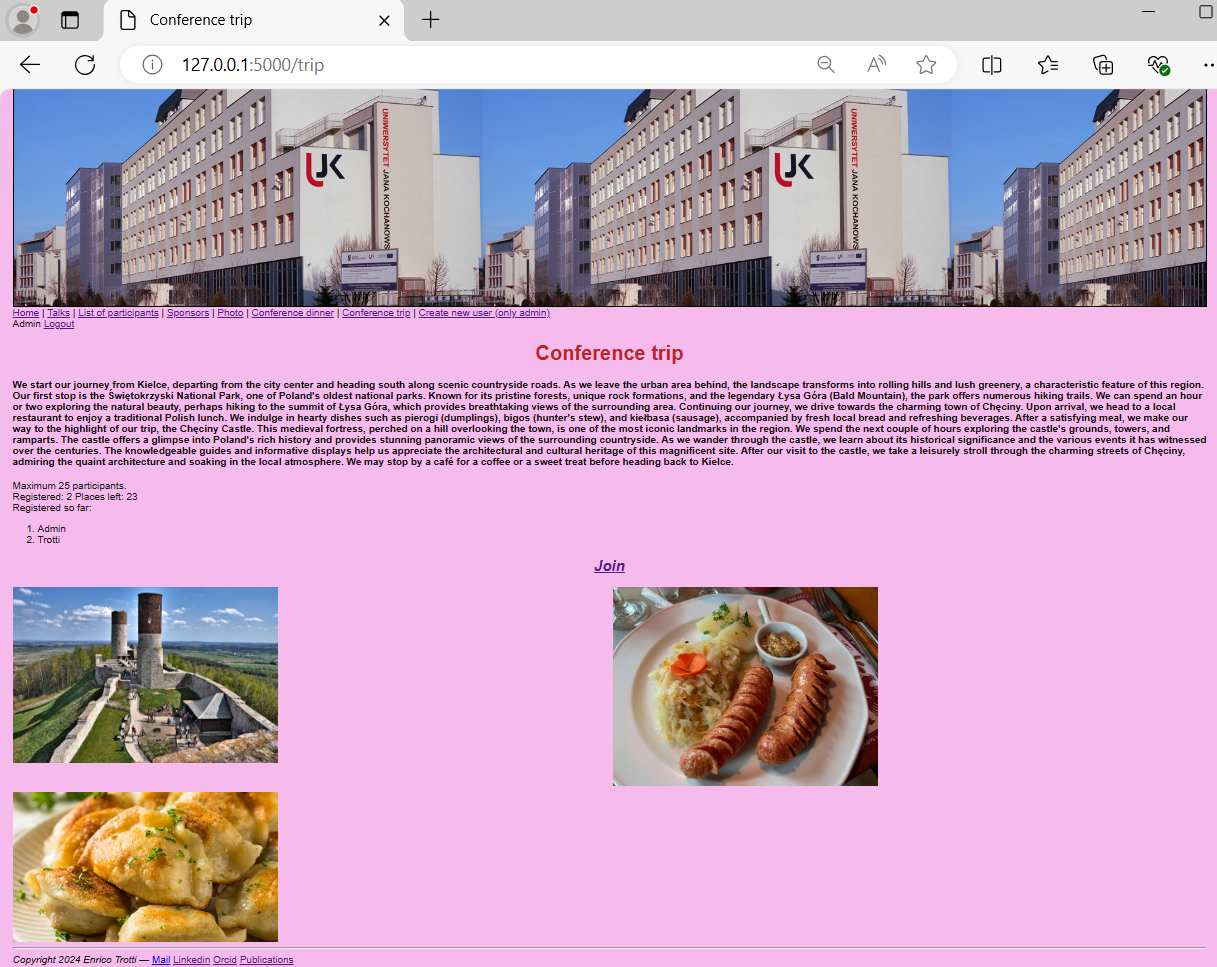 Conference trip
127.0.0.1:5000/trip
UNIWERSYTET JANA KOCHANOWS
UNIWERSYTET JANA KOCHANOWS
UJK
UJK
Home | Talks | List of participants | Sponsors | Photo | Conference dinner | Conference trip | Create new user (only admin)
Admin Logout
Conference trip
We start our journey from Kielce, departing from the city center and heading south along scenic countryside roads. As we leave the urban area behind, the landscape transforms into rolling hills and lush greenery, a characteristic feature of this region.
Our first stop is the Świętokrzyski National Park, one of Poland's oldest national parks. Known for its pristine forests, unique rock formations, and the legendary Łysa Góra (Bald Mountain), the park offers numerous hiking trails. We can spend an hour
or two exploring the natural beauty, perhaps hiking to the summit of Łysa Góra, which provides breathtaking views of the surrounding area. Continuing our journey, we drive towards the charming town of Chęciny. Upon arrival, we head to a local
restaurant to enjoy a traditional Polish lunch. We indulge in hearty dishes such as pierogi (dumplings), bigos (hunter's stew), and kiełbasa (sausage), accompanied by fresh local bread and refreshing beverages. After a satisfying meal, we make our
way to the highlight of our trip, the Chęciny Castle. This medieval fortress, perched on a hill overlooking the town, is one of the most iconic landmarks in the region. We spend the next couple of hours exploring the castle's grounds, towers, and
ramparts. The castle offers a glimpse into Poland's rich history and provides stunning panoramic views of the surrounding countryside. As we wander through the castle, we learn about its historical significance and the various events it has witnessed
over the centuries. The knowledgeable guides and informative displays help us appreciate the architectural and cultural heritage of this magnificent site. After our visit to the castle, we take a leisurely stroll through the charming streets of Chęciny,
admiring the quaint architecture and soaking in the local atmosphere. We may stop by a café for a coffee or a sweet treat before heading back to Kielce.
Maximum 25 participants.
Registered: 2 Places left: 23
Registered so far:
1. Admin
2. Trotti
Join
Copyright 2024 Enrico Trotti — Mail Linkedin Orcid Publications